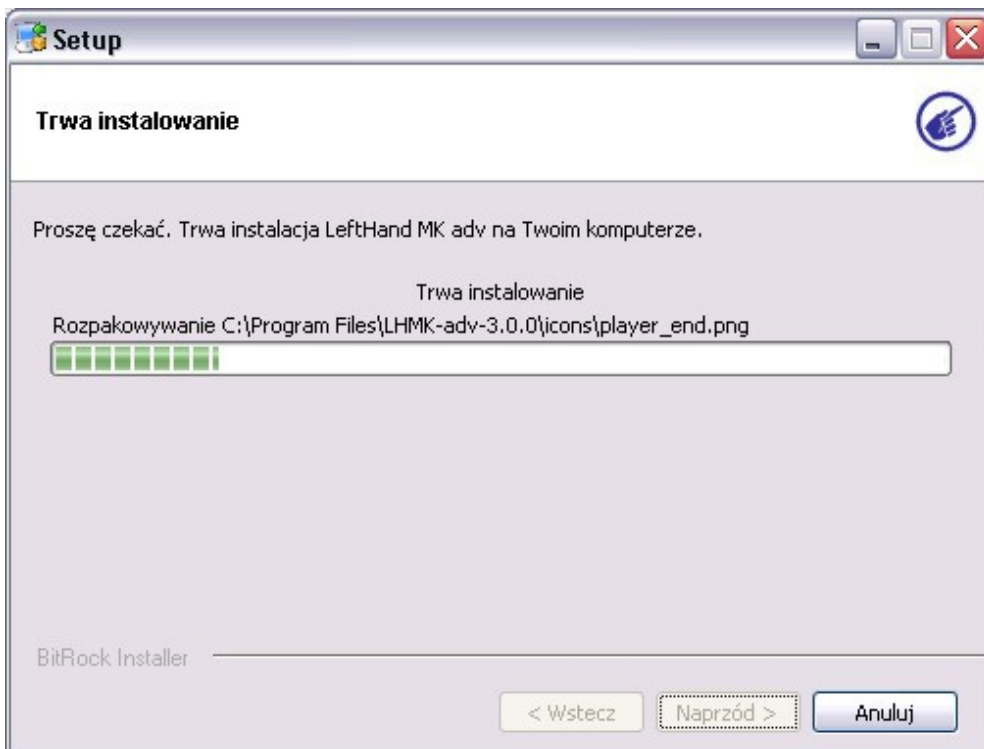 Setup
Trwa instalowanie
Proszę czekać. Trwa instalacja LeftHand MK adv na Twoim komputerze.
Trwa instalowanie
Rozpakowywanie C:\Program Files\LHMK-adv-3.0.0\icons\player_end.png
BitRock Installer
< Wstecz Naprzód > Anuluj